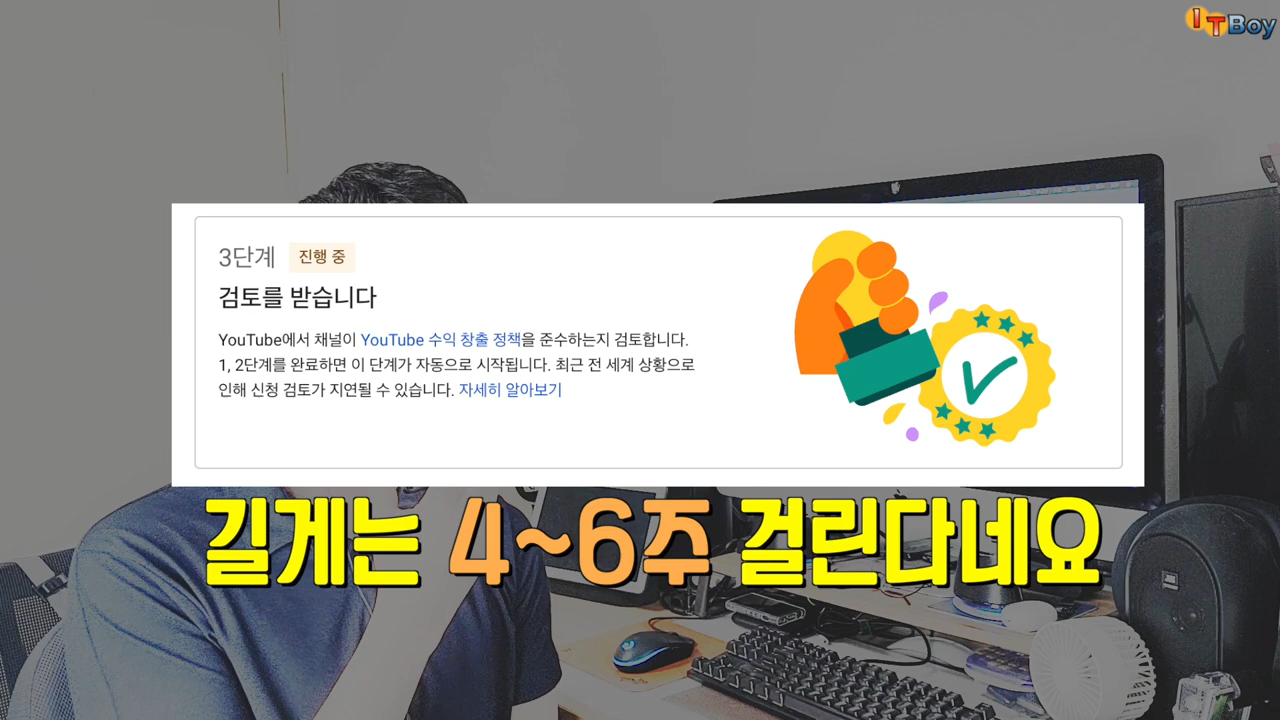 ITBoy
3단계 진행 중
검토를 받습니다
YouTube에서 채널이 YouTube 수익 창출 정책을 준수하는지 검토합니다.
1, 2단계를 완료하면 이 단계가 자동으로 시작됩니다. 최근 전 세계 상황으로
인해 신청 검토가 지연될 수 있습니다. 자세히 알아보기
길게는 4~6주 걸린다네요